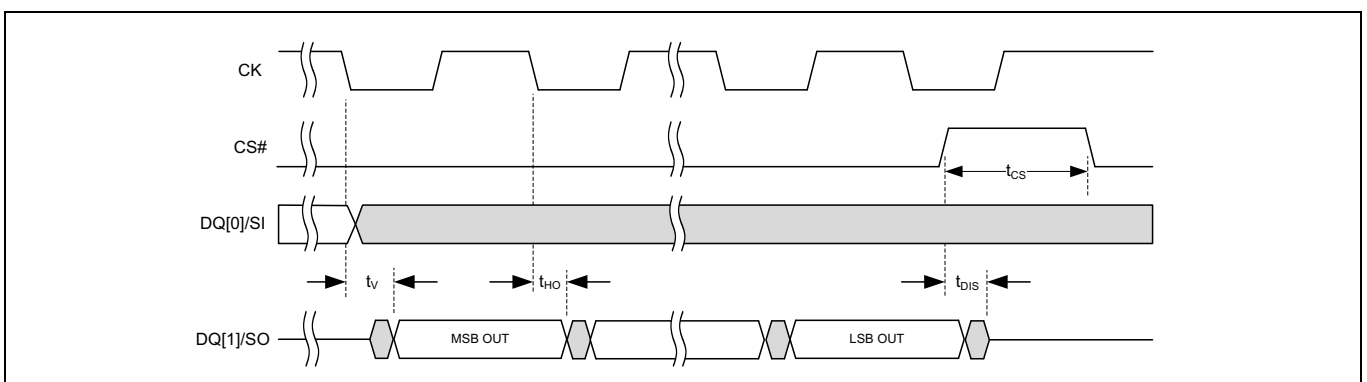 CK
CS#
tCS
DQ[0]/SI
tV
tHO
tDIS
DQ[1]/SO
MSB OUT
LSB OUT